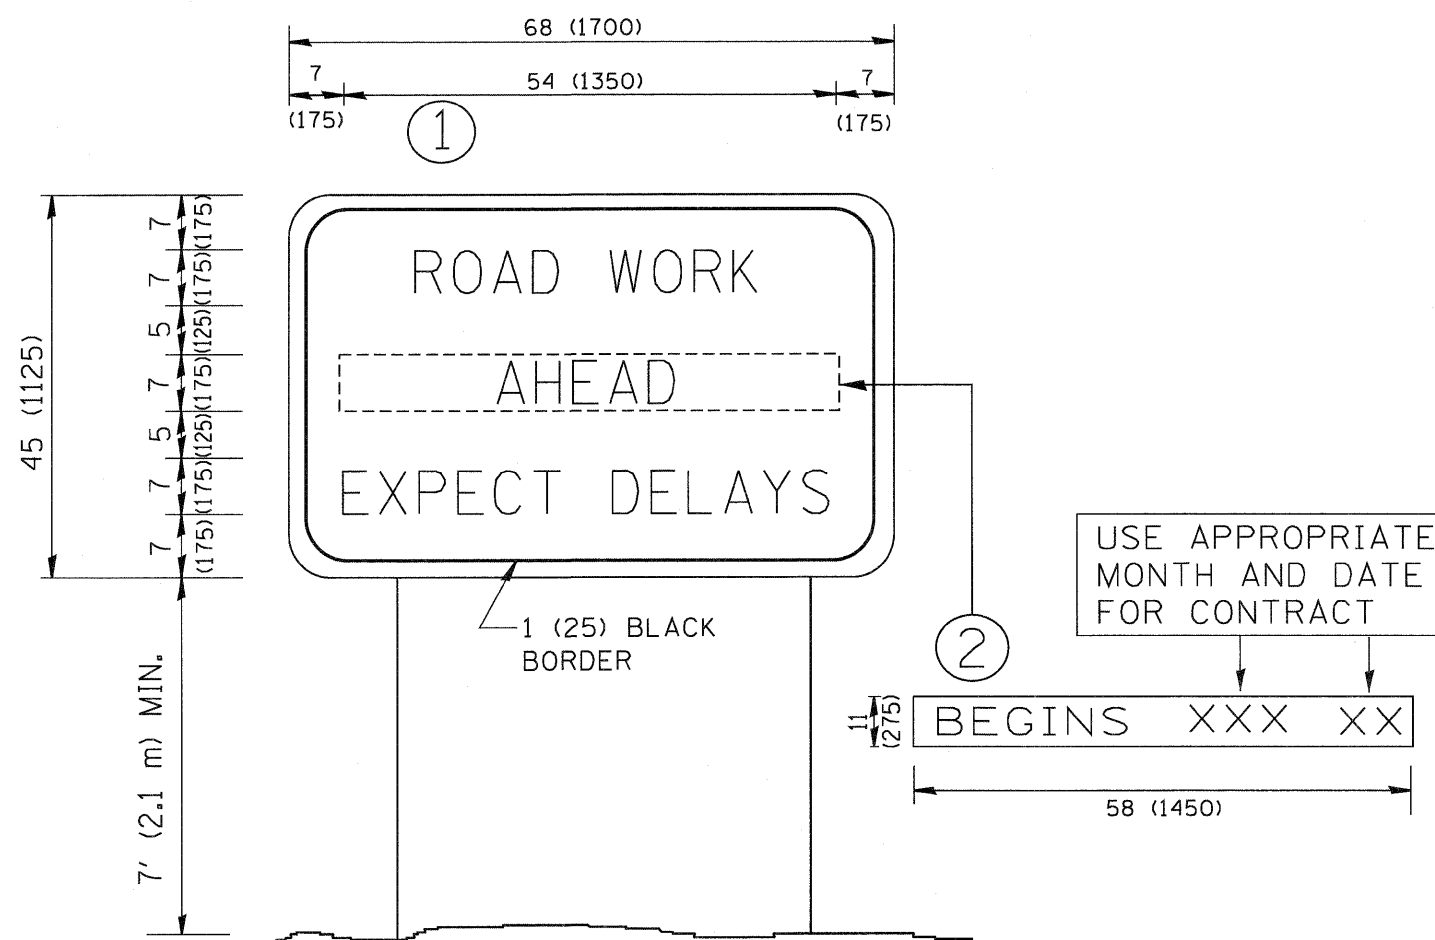 68 (1700)
7 54 (1350) 7
(175) (175)
1
ROAD WORK
AHEAD
EXPECT DELAYS
45 (1125)
7 (175)
7 (175)
5 (125)
7 (175)
5 (125)
7 (175)
7 (175)
7' (2.1 m) MIN.
1 (25) BLACK
BORDER
2
USE APPROPRIATE
MONTH AND DATE
FOR CONTRACT
11
(275)
BEGINS XXX XX
58 (1450)